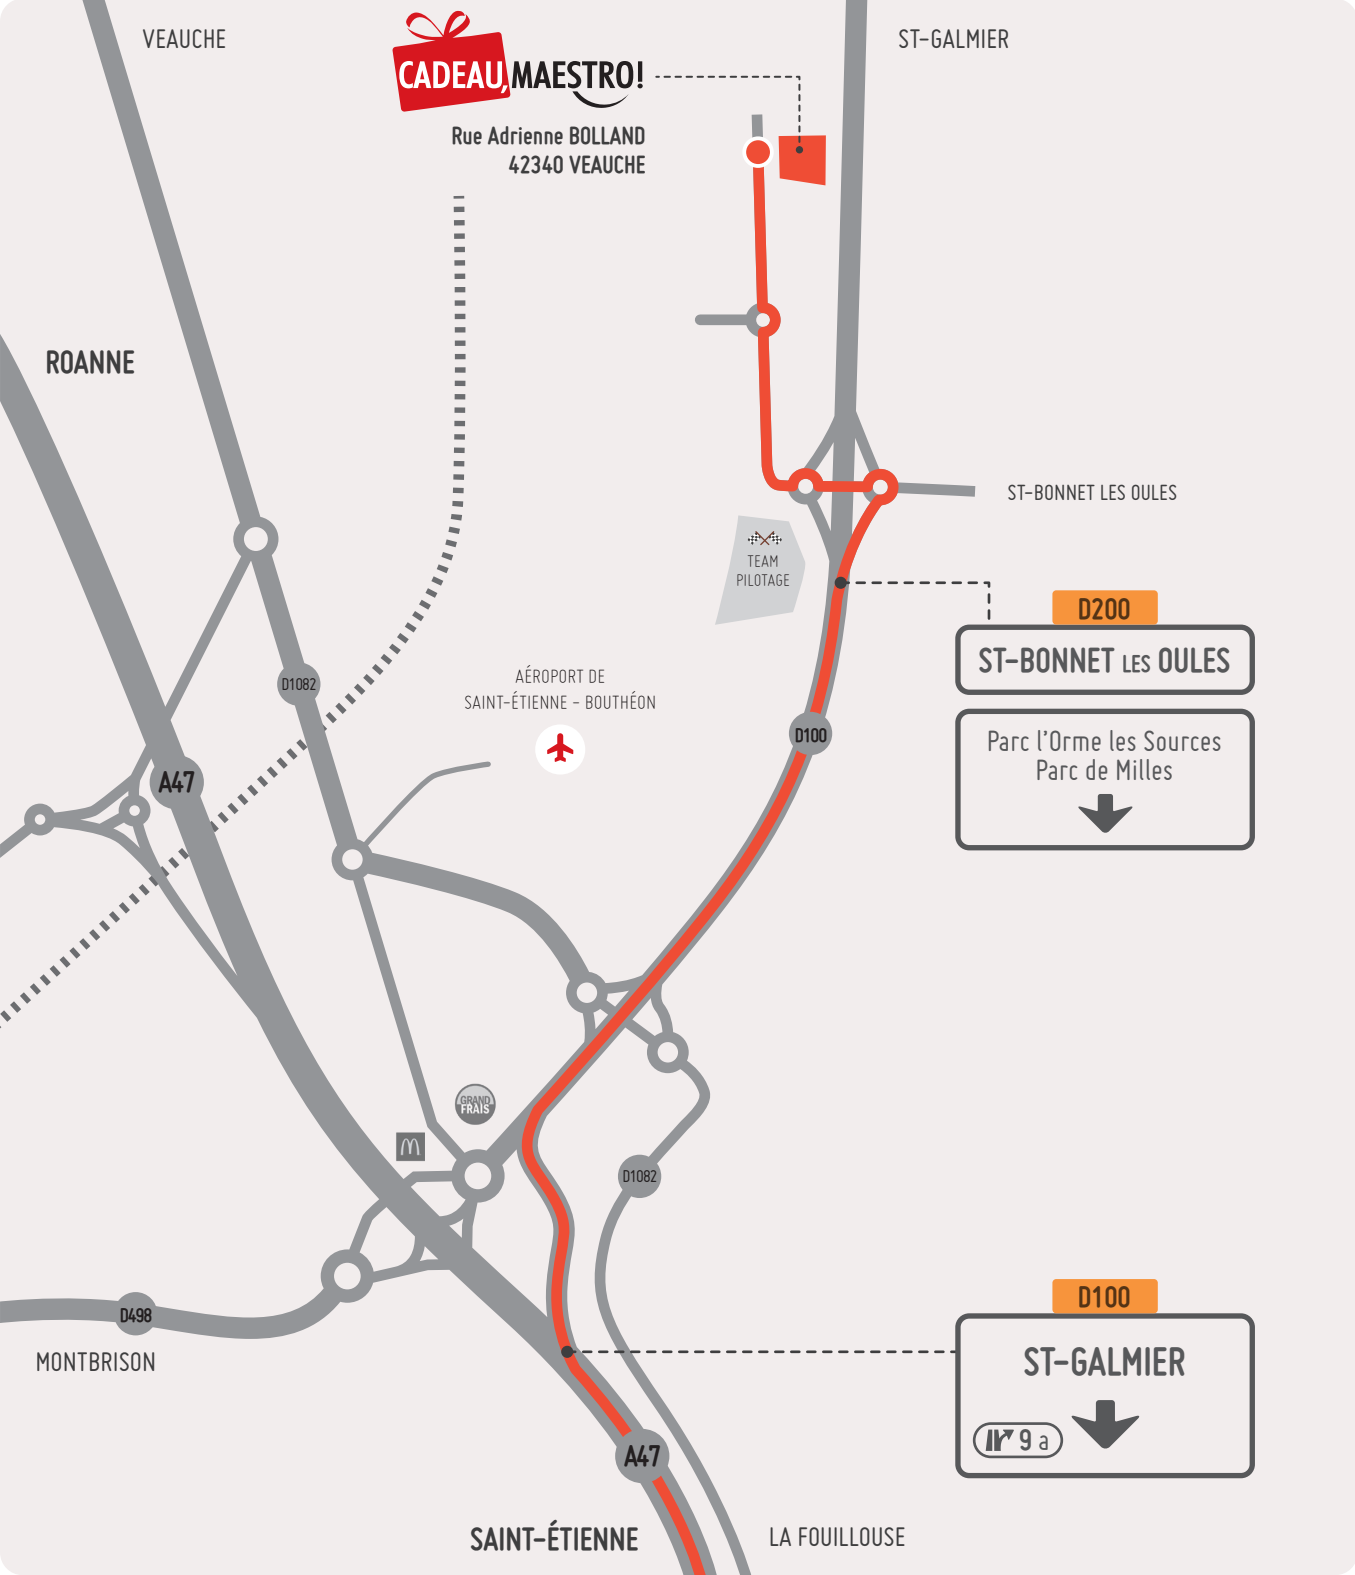 VEAUCHE
CADEAU,MAESTRO!
ST-GALMIER
Rue Adrienne BOLLAND
42340 VEAUCHE
ROANNE
ST-BONNET LES OULES
TEAM
PILOTAGE
D200
ST-BONNET LES OULES
AÉROPORT DE
SAINT-ÉTIENNE - BOUTHÉON
D1082
D100
Parc l'Orme les Sources
Parc de Milles
A47
GRAND
FRAIS
D1082
D100
D498
ST-GALMIER
MONTBRISON
9 a
A47
SAINT-ÉTIENNE
LA FOUILLOUSE